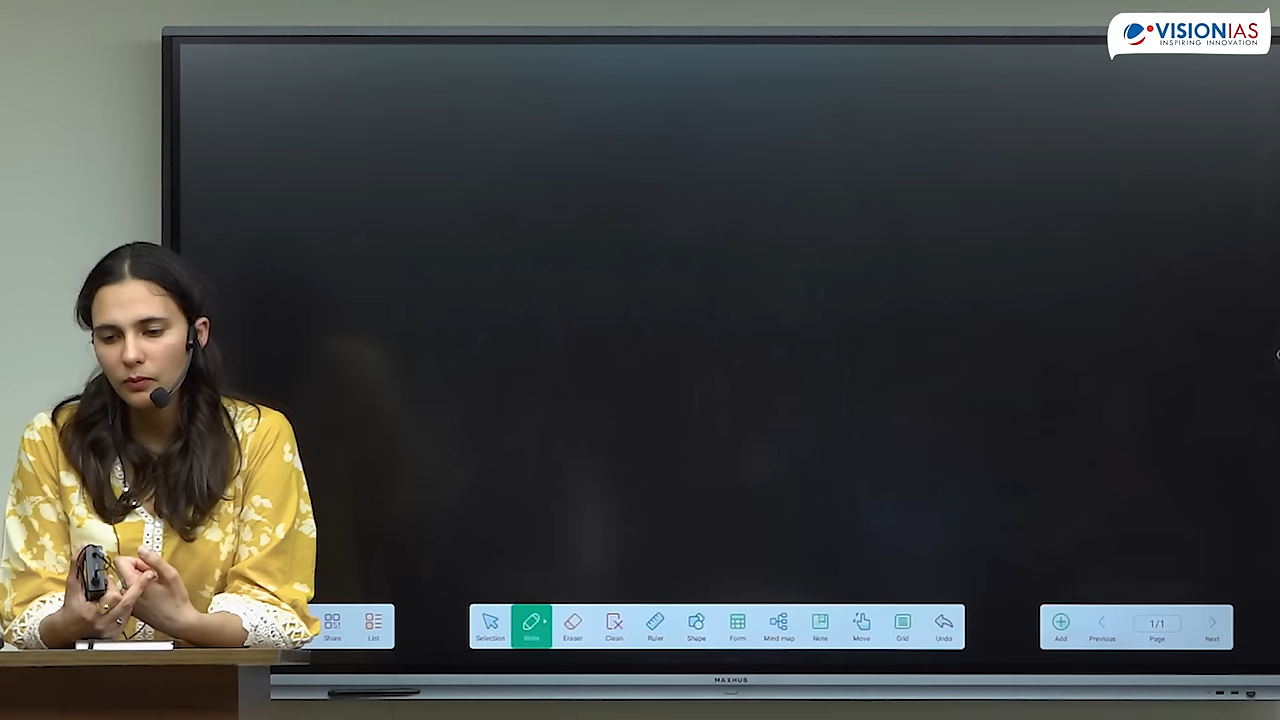 VISIONIAS
INSPIRING INNOVATION
Share
List
Selection
Write
Eraser
Clean
Ruler
Shape
Form
Mind map
Note
Move
Grid
Undo
Add
Previous
1/1
Page
Next
MAXHUB